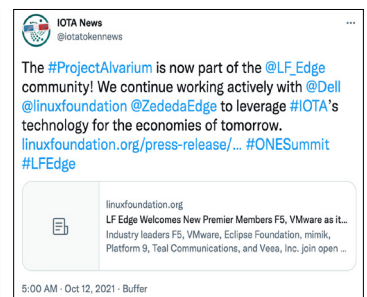 IOTA News
@iotatokennews
The #ProjectAlvarium is now part of the @LF_Edge
community! We continue working actively with @Dell
@linuxfoundation @ZededaEdge to leverage #IOTA's
technology for the economies of tomorrow.
linuxfoundation.org/press-release/... #ONESummit
#LFEdge
linuxfoundation.org
LF Edge Welcomes New Premier Members F5, VMware as it...
Industry leaders F5, VMware, Eclipse Foundation, mimik,
Platform 9, Teal Communications, and Veea, Inc. join open ...
5:00 AM · Oct 12, 2021 · Buffer